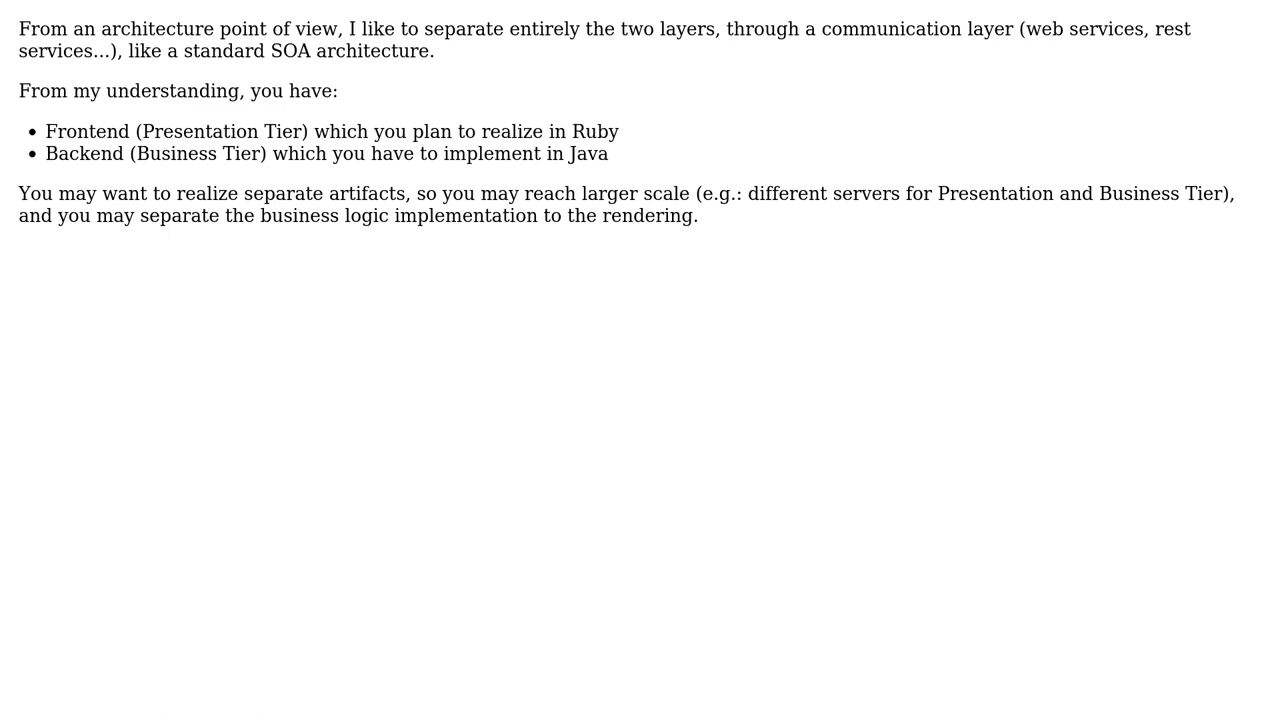 From an architecture point of view, I like to separate entirely the two layers, through a communication layer (web services, rest
services...), like a standard SOA architecture.
From my understanding, you have:
• Frontend (Presentation Tier) which you plan to realize in Ruby
• Backend (Business Tier) which you have to implement in Java
You may want to realize separate artifacts, so you may reach larger scale (e.g.: different servers for Presentation and Business Tier),
and you may separate the business logic implementation to the rendering.